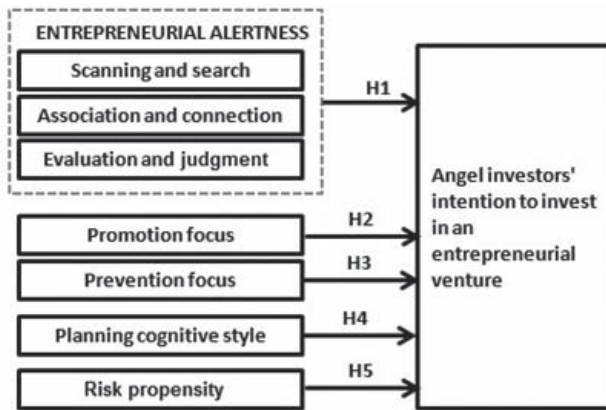 ENTREPRENEURIAL ALERTNESS
Scanning and search
Association and connection
Evaluation and judgment
H1
Promotion focus
H2
Prevention focus
H3
Planning cognitive style
H4
Risk propensity
H5
Angel investors'
intention to invest
in an
entrepreneurial
venture